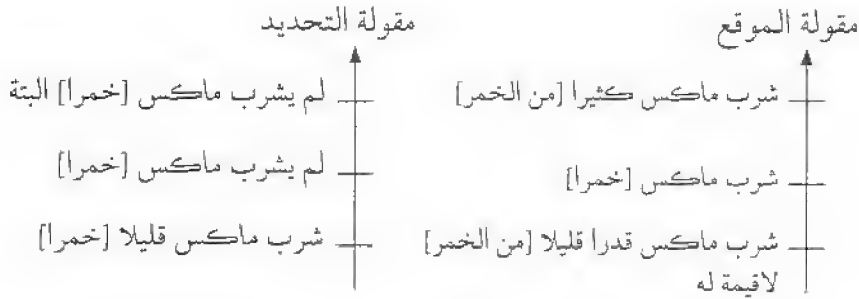 مقولة الموقع
شرب ماكس كثيرا [من الخمر]
شرب ماكس [خمرا]
شرب ماكس قدرا قليلا [من الخمر]
لاقيمة له
مقولة التحديد
لم يشرب ماكس [خمرا] البتة
لم يشرب ماكس [خمرا]
شرب ماكس قليلا [خمرا]